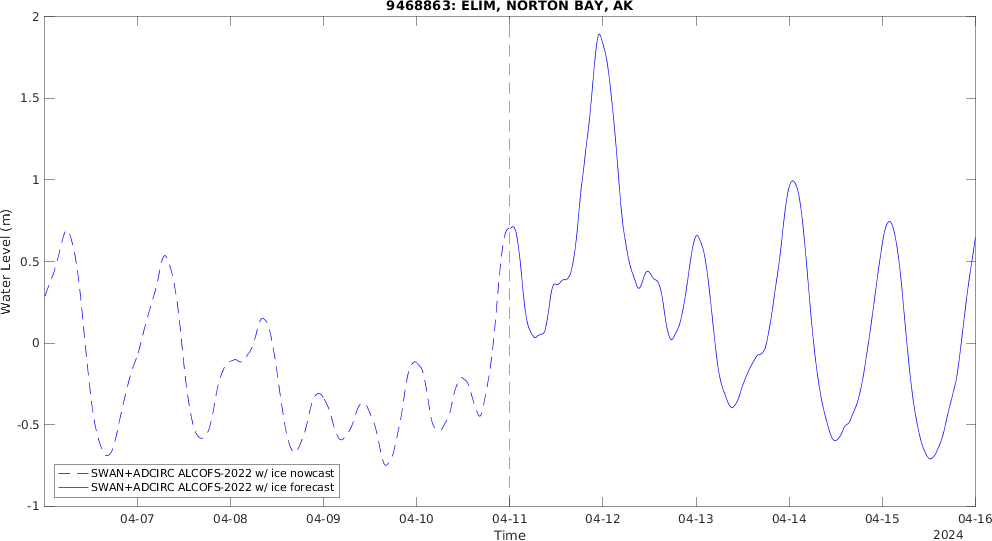 9468863: ELIM, NORTON BAY, AK
2
1.5
1
0.5
0
-0.5
-1
Water Level (m)
SWAN+ADCIRC ALCOFS-2022 w/ ice nowcast
SWAN+ADCIRC ALCOFS-2022 w/ ice forecast
04-07 04-08 04-09 04-10 04-11 04-12 04-13 04-14 04-15 04-16
Time
2024